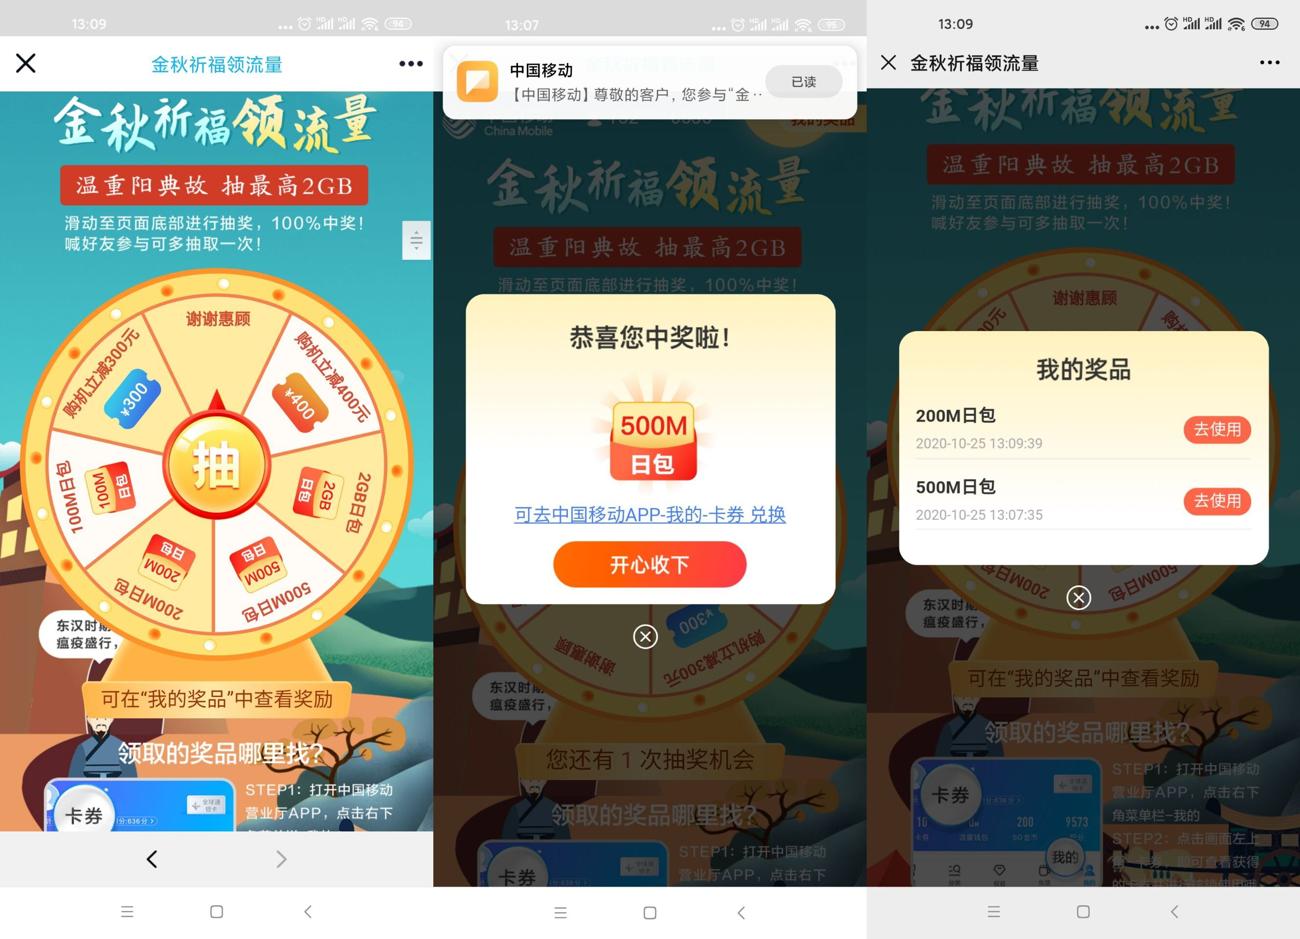 13:09
HD
HD
94
金秋祈福领流量
金秋祈福领流量
温重阳典故 抽最高2GB
滑动至页面底部进行抽奖，100%中奖！
喊好友参与可多抽取一次！
谢谢惠顾
购机立减300元
¥300
购机立减400元
¥400
100M日包
100M
日包
2GB日包
2GB
日包
200M日包
200M
日包
500M日包
500M
日包
抽
东汉时期
瘟疫盛行，
可在“我的奖品”中查看奖励
领取的奖品哪里找？
卡券
分:636分 >
全球通
银卡
STEP1：打开中国移动
营业厅APP，点击右下
13:07
HD
HD
95
中国移动
【中国移动】尊敬的客户，您参与“金··
已读
China Mobile
我的奖品
金秋祈福领流量
温重阳典故 抽最高2GB
滑动至页面底部进行抽奖，100%中奖！
恭喜您中奖啦！
500M
日包
可去中国移动APP-我的-卡券 兑换
开心收下
谢谢惠顾
¥300
购机立减300元
东汉时期
瘟疫盛行，
您还有 1 次抽奖机会
领取的奖品哪里找？
卡券
STEP1：打开中国移动
营业厅APP，点击右下
13:09
HD
HD
94
金秋祈福领流量
金秋祈福领流量
温重阳典故 抽最高2GB
滑动至页面底部进行抽奖，100%中奖！
喊好友参与可多抽取一次！
谢谢惠顾
我的奖品
200M日包
2020-10-25 13:09:39
去使用
500M日包
2020-10-25 13:07:35
去使用
200M日包
500M日包
东汉时期
瘟疫盛行，
可在“我的奖品”中查看奖励
领取的奖品哪里找？
卡券
分:636分 >
200
9573
我的
STEP1：打开中国移动
营业厅APP，点击右下
角菜单栏-我的
STEP2：点击画面左上